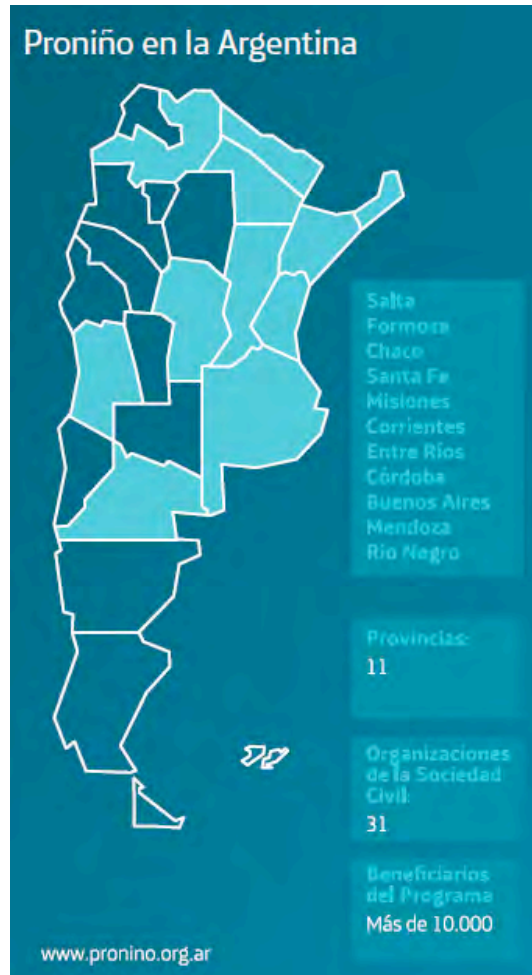 Proniño en la Argentina
Salta
Formosa
Chaco
Santa Fe
Misiones
Corrientes
Entre Ríos
Córdoba
Buenos Aires
Mendoza
Río Negro
Provincias:
11
Organizaciones
de la Sociedad
Civil:
31
Beneficiarios
del Programa
Más de 10.000
www.pronino.org.ar